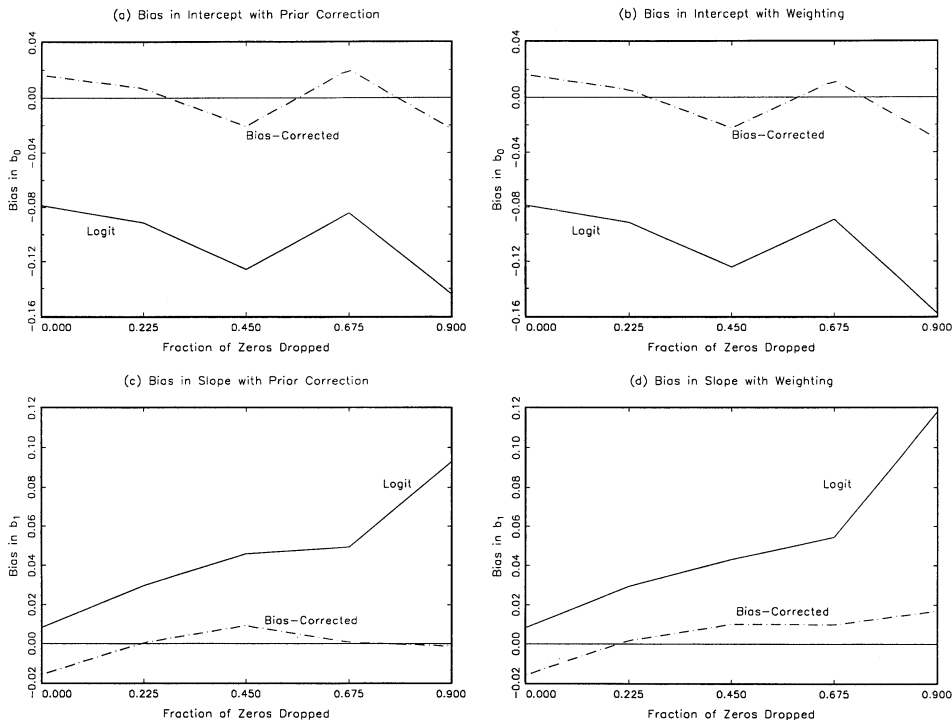 (a) Bias in Intercept with Prior Correction
Bias in b0
0.04
0.00
-0.04
-0.08
-0.12
-0.16
Bias-Corrected
Logit
0.000 0.225 0.450 0.675 0.900
Fraction of Zeros Dropped
(b) Bias in Intercept with Weighting
Bias in b0
0.04
0.00
-0.04
-0.08
-0.12
-0.16
Bias-Corrected
Logit
0.000 0.225 0.450 0.675 0.900
Fraction of Zeros Dropped
(c) Bias in Slope with Prior Correction
Bias in b1
0.12
0.10
0.08
0.06
0.04
0.02
0.00
-0.02
Logit
Bias-Corrected
0.000 0.225 0.450 0.675 0.900
Fraction of Zeros Dropped
(d) Bias in Slope with Weighting
Bias in b1
0.12
0.10
0.08
0.06
0.04
0.02
0.00
-0.02
Logit
Bias-Corrected
0.000 0.225 0.450 0.675 0.900
Fraction of Zeros Dropped